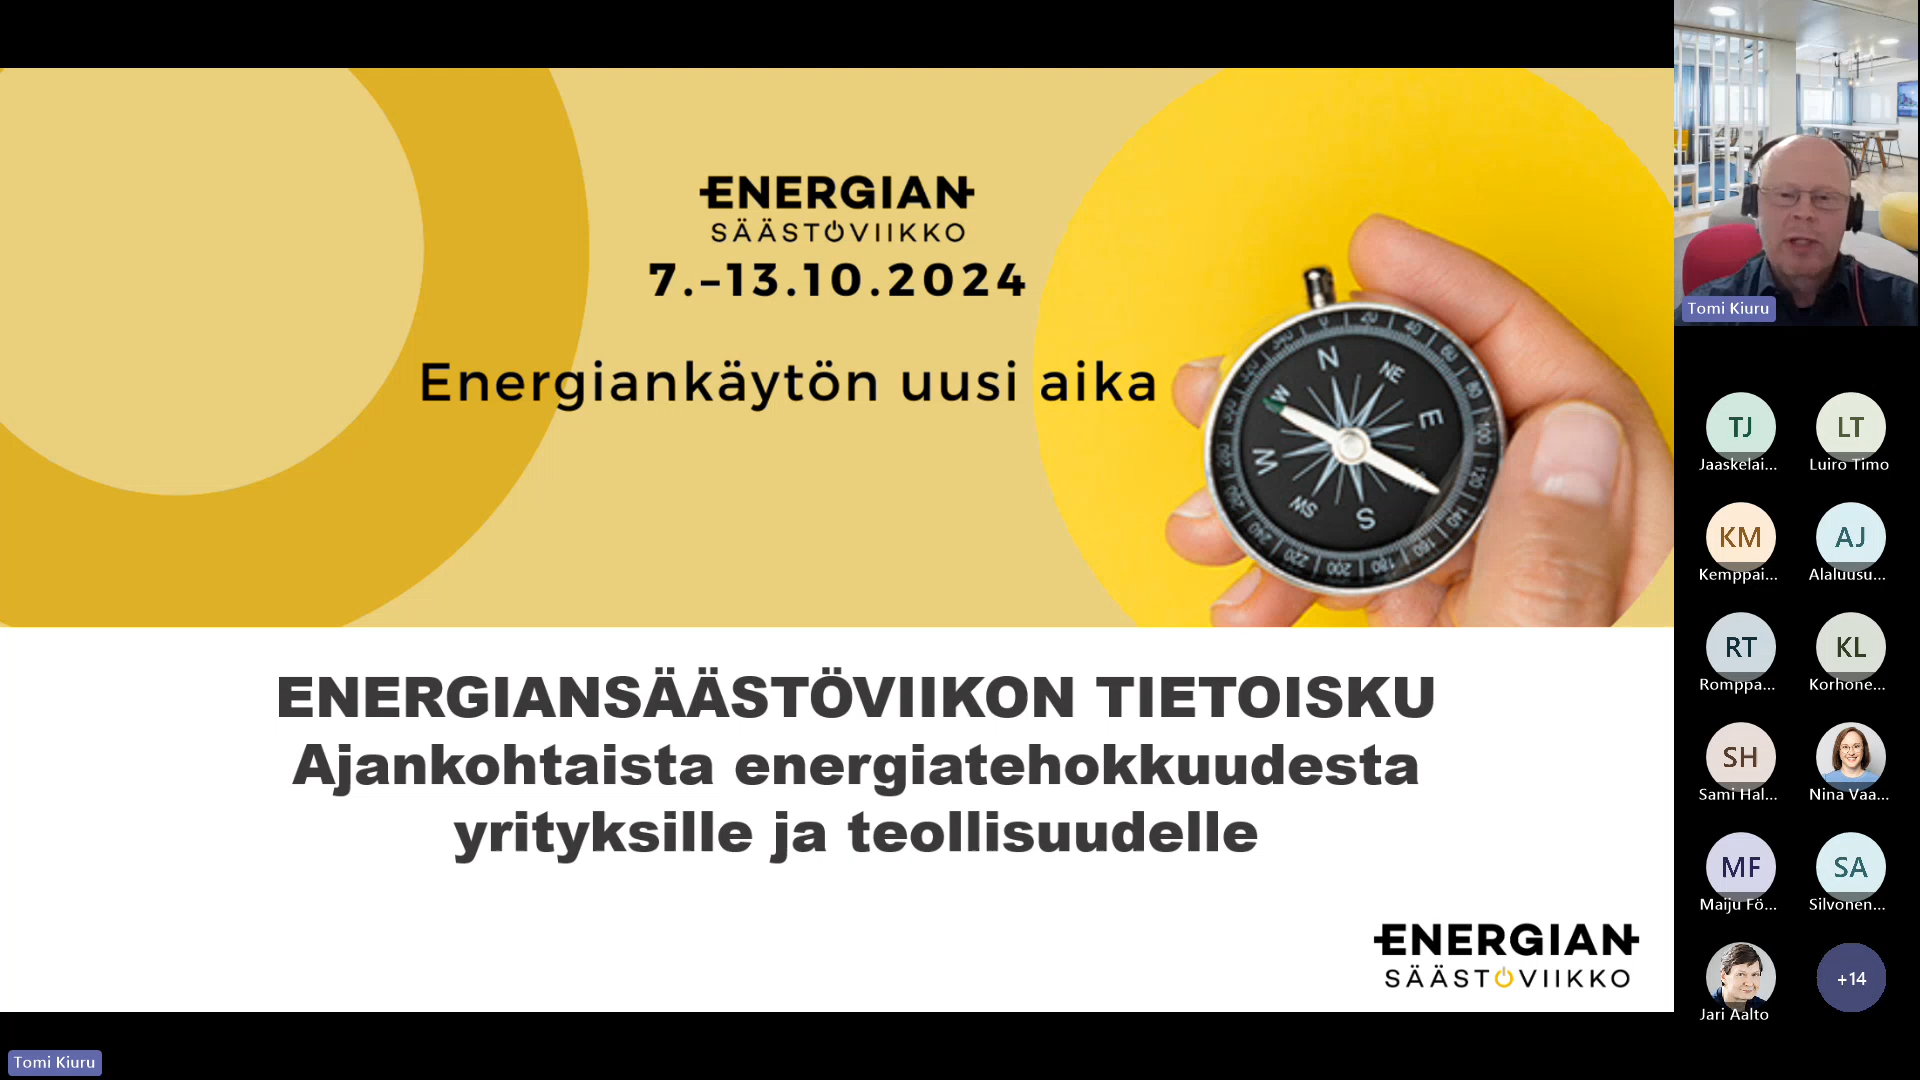 ENERGIAN
SÄÄSTÖVIIKKO
7.–13.10.2024
Energiankäytön uusi aika
N
NE
E
S
SW
W
ENERGIANSÄÄSTÖVIIKON TIETOISKU
Ajankohtaista energiatehokkuudesta
yrityksille ja teollisuudelle
ENERGIAN
SÄÄSTÖVIIKKO
Tomi Kiuru
Tomi Kiuru
TJ
Jaaskelai...
LT
Luiro Timo
KM
Kemppai...
AJ
Alaluusu...
RT
Romppa...
KL
Korhone...
SH
Sami Hal...
Nina Vaa...
MF
Maiju Fö...
SA
Silvonen...
Jari Aalto
+14